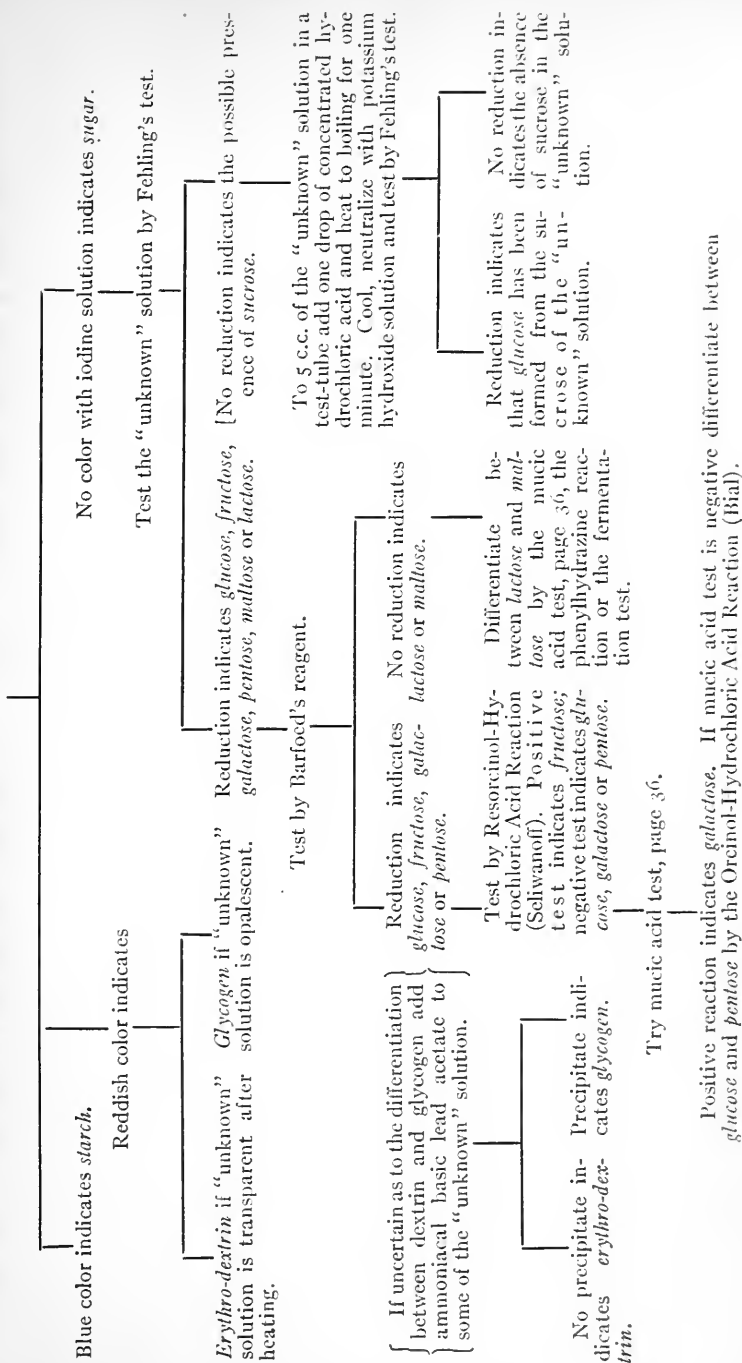 Blue color indicates starch.
Reddish color indicates
No color with iodine solution indicates sugar.
Test the “unknown” solution by Fehling's test.
Erythro-dextrin if “unknown”
solution is transparent after
heating.
Glycogen if “unknown”
solution is opalescent.
Reduction indicates glucose, fructose,
galactose, pentose, maltose or lactose.
[No reduction indicates the possible pres-
ence of sucrose.
Test by Barfoed's reagent.
To 5 c.c. of the “unknown” solution in a
test-tube add one drop of concentrated hy-
drochloric acid and heat to boiling for one
minute. Cool, neutralize with potassium
hydroxide solution and test by Fehling's test.
If uncertain as to the differentiation
between dextrin and glycogen add
ammoniacal basic lead acetate to
some of the “unknown” solution.
Reduction indicates
glucose, fructose, galac-
tose or pentose.
No reduction indicates
lactose or maltose.
Reduction indicates
that glucose has been
formed from the su-
crose of the “un-
known” solution.
No reduction in-
dicates the absence
of sucrose in the
“unknown” solu-
tion.
No precipitate in-
dicates erythro-dex-
trin.
Precipitate indi-
cates glycogen.
Test by Resorcinol-Hy-
drochloric Acid Reaction
(Seliwanoff). Positive
test indicates fructose;
negative test indicates glu-
cose, galactose or pentose.
Differentiate be-
tween lactose and mal-
tose by the mucic
acid test, page 36, the
phenylhydrazine reac-
tion or the fermenta-
tion test.
Try mucic acid test, page 36.
Positive reaction indicates galactose. If mucic acid test is negative differentiate between
glucose and pentose by the Orcinol-Hydrochloric Acid Reaction (Bial).